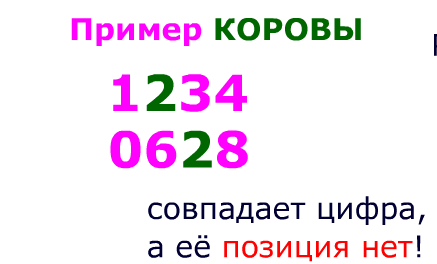 Пример КОРОВЫ
1234
0628
совпадает цифра,
а её позиция нет!